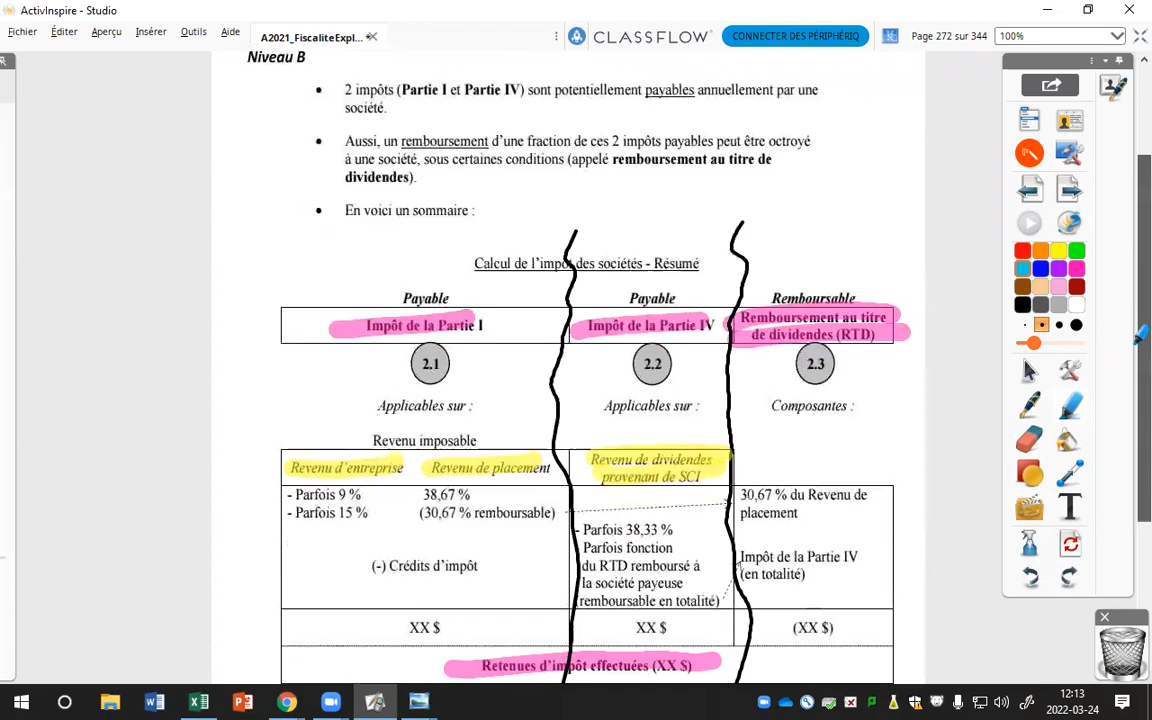 ActivInspire - Studio
Fichier Éditer Aperçu Insérer Outils Aide
A2021_FiscaliteExpl...
CLASSFLOW
CONNECTER DES PÉRIPHÉRIQ
Page 272 sur 344
100%
Niveau B
• 2 impôts (Partie I et Partie IV) sont potentiellement payables annuellement par une
société.
• Aussi, un remboursement d'une fraction de ces 2 impôts payables peut être octroyé
à une société, sous certaines conditions (appelé remboursement au titre de
dividendes).
• En voici un sommaire :
Calcul de l'impôt des sociétés - Résumé
Payable Payable Remboursable
Impôt de la Partie I Impôt de la Partie IV Remboursement au titre
de dividendes (RTD)
2.1 2.2 2.3
Applicables sur : Applicables sur : Composantes :
Revenu imposable
Revenu d'entreprise Revenu de placement Revenu de dividendes
provenant de SCI
- Parfois 9 % 38,67 % 30,67 % du Revenu de
- Parfois 15 % (30,67 % remboursable) placement
- Parfois 38,33 %
Parfois fonction
du RTD remboursé à
la société payeuse
(remboursable en totalité)
(-) Crédits d'impôt
Impôt de la Partie IV
(en totalité)
XX $ XX $ (XX $)
Retenues d'impôt effectuées (XX $)
12:13
2022-03-24